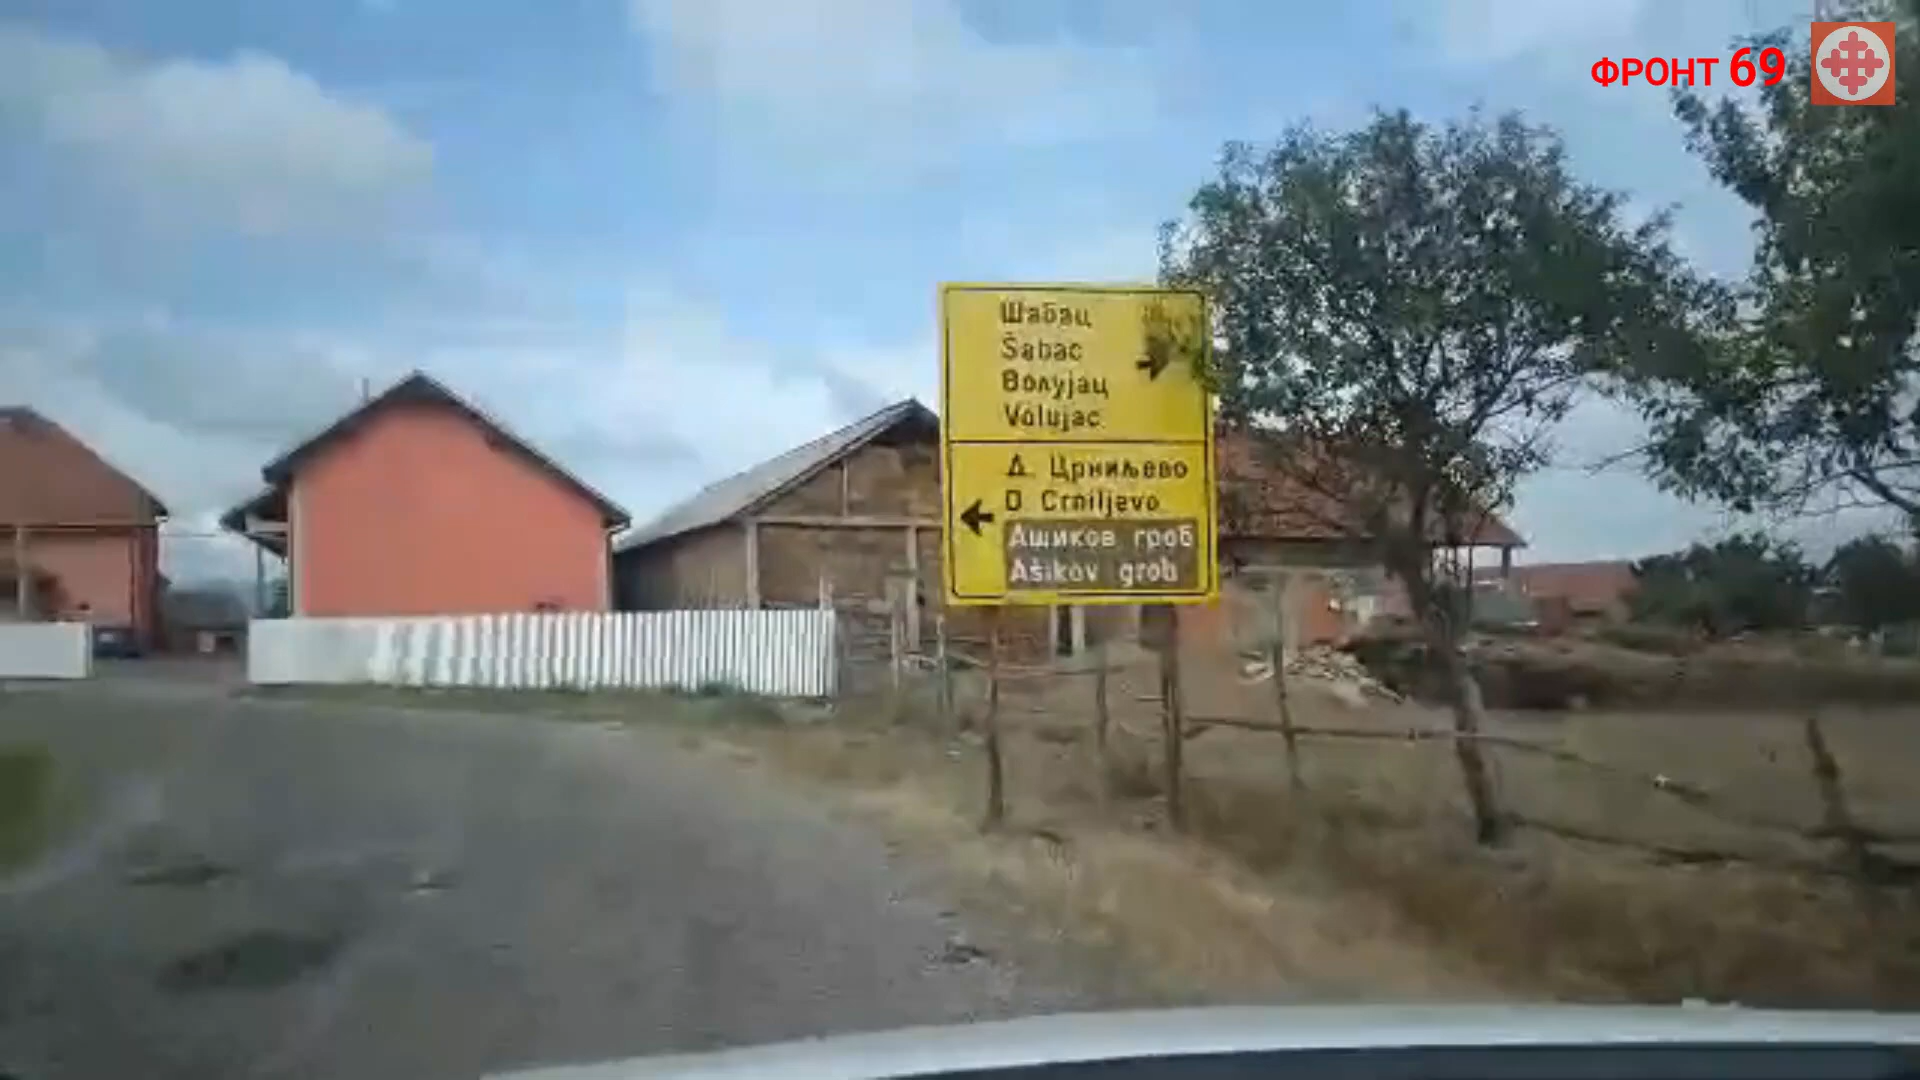 ФРОНТ 69
Шабац
Šabac
Волујац
Volujac
Д. Црниљево
D Crniljevo
Ашиков гроб
Ašikov grob